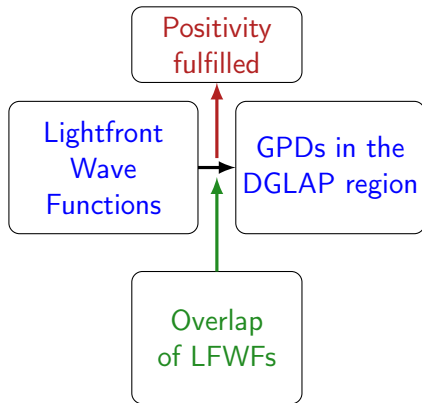 Positivity
fulfilled
Lightfront
Wave
Functions
GPDs in the
DGLAP region
Overlap
of LFWFs